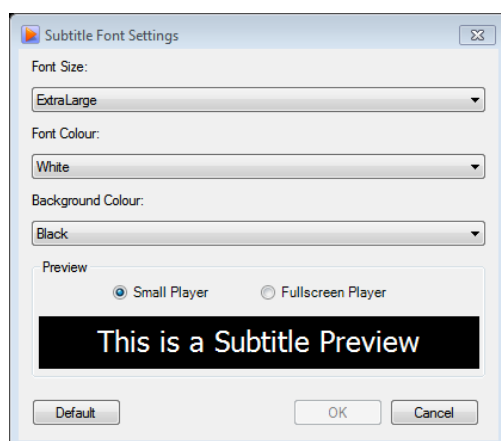 Subtitle Font Settings
Font Size:
ExtraLarge
Font Colour:
White
Background Colour:
Black
Preview
Small Player Fullscreen Player
This is a Subtitle Preview
Default OK Cancel